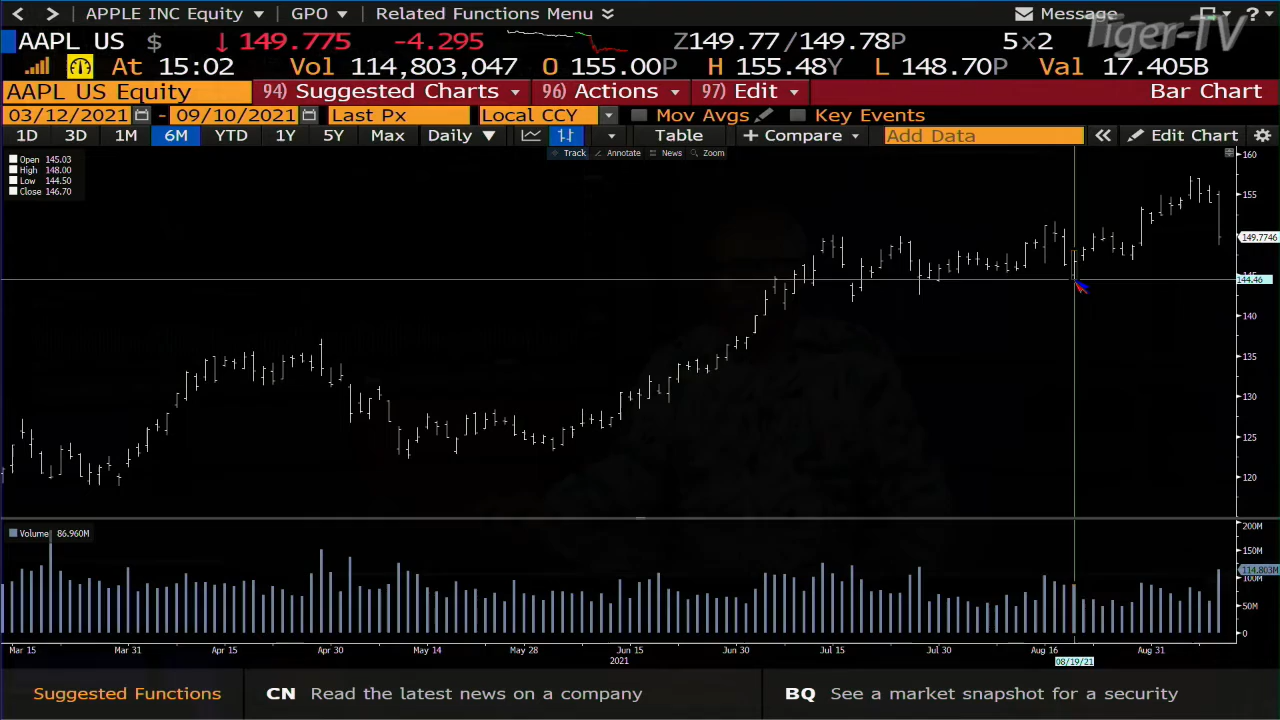 < > APPLE INC Equity GPO Related Functions Menu Message ?
Tiger-TV
AAPL US $ ↓ 149.775 -4.295 Z149.77 /149.78P 5×2
At 15:02 Vol 114,803,047 O 155.00P H 155.48Y L 148.70P Val 17.405B
AAPL US Equity 94) Suggested Charts 96) Actions 97) Edit Bar Chart
03/12/2021 - 09/10/2021 Last Px Local CCY Mov Avgs Key Events
1D 3D 1M 6M YTD 1Y 5Y Max Daily ▼ Table + Compare Add Data « Edit Chart
Track Annotate News Zoom
Open 145.03
High 148.00
Low 144.50
Close 146.70
160
155
149.7746
145
144.46
140
135
130
125
120
Volume 86.960M
200M
150M
114.803M
100M
50M
0
Mar 15 Mar 31 Apr 15 Apr 30 May 14 May 28 Jun 15 Jun 30 Jul 15 Jul 30 Aug 16 Aug 31
2021
08/19/21
Suggested Functions CN Read the latest news on a company BQ See a market snapshot for a security